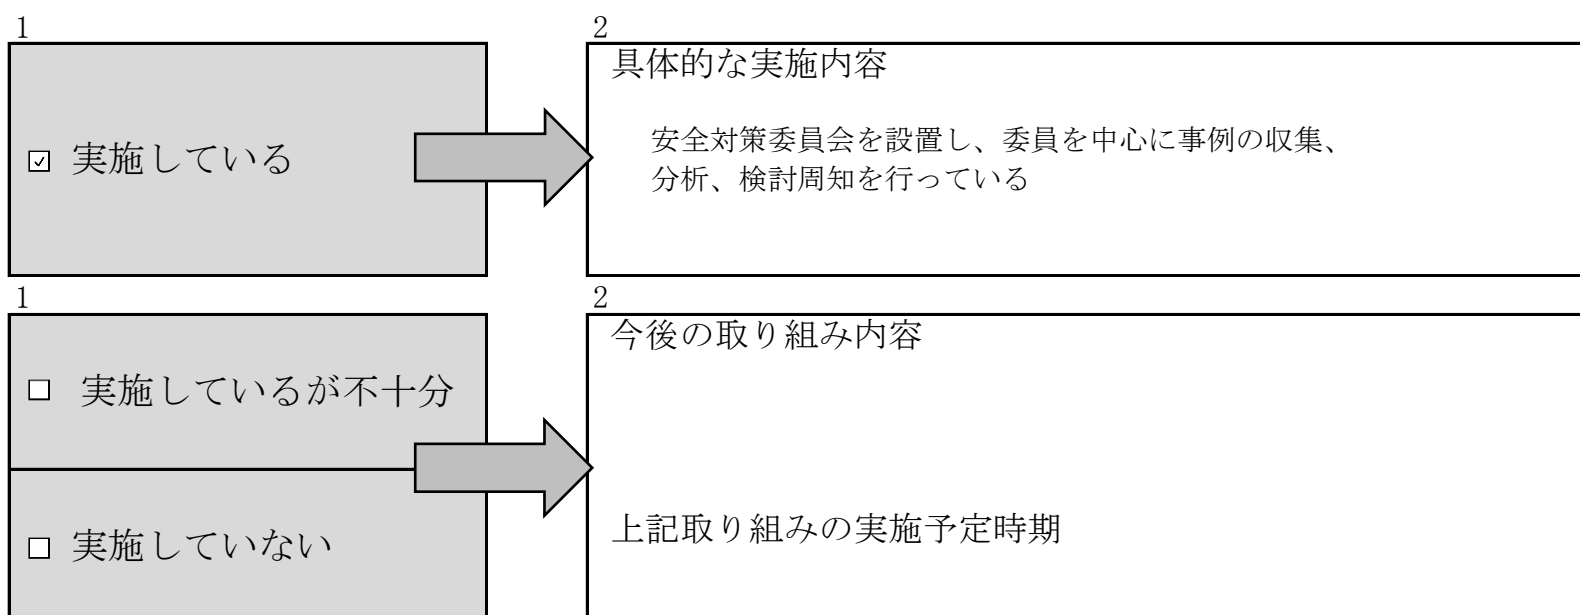 1
2
実施している
具体的な実施内容
安全対策委員会を設置し、委員を中心に事例の収集、
分析、検討周知を行っている
1
2
実施しているが不十分
実施していない
今後の取り組み内容
上記取り組みの実施予定時期